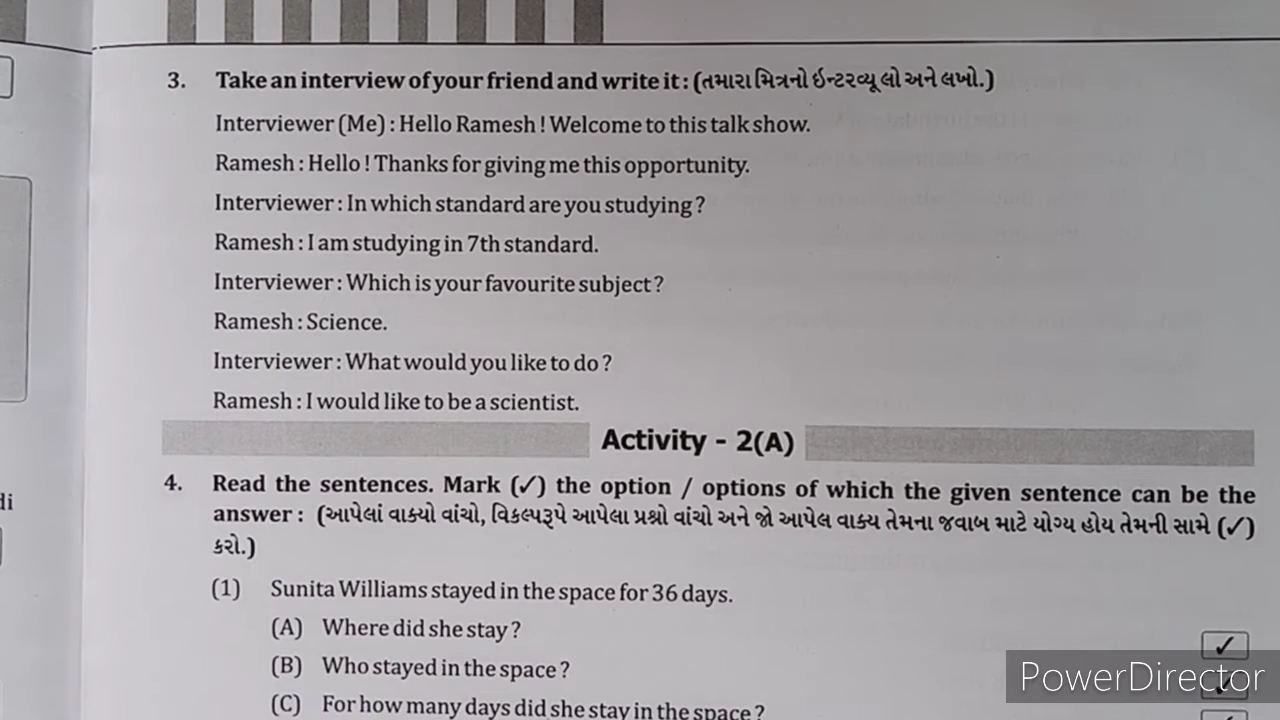 3. Take an interview of your friend and write it : (તમારા મિત્રનો ઇન્ટરવ્યૂ લો અને લખો.)
Interviewer (Me) : Hello Ramesh ! Welcome to this talk show.
Ramesh : Hello ! Thanks for giving me this opportunity.
Interviewer : In which standard are you studying ?
Ramesh : I am studying in 7th standard.
Interviewer : Which is your favourite subject ?
Ramesh : Science.
Interviewer : What would you like to do ?
Ramesh : I would like to be a scientist.
Activity - 2(A)
4. Read the sentences. Mark (✓) the option / options of which the given sentence can be the
answer : (આપેલાં વાક્યો વાંચો, વિકલ્પરૂપે આપેલા પ્રશ્નો વાંચો અને જો આપેલ વાક્ય તેમના જવાબ માટે યોગ્ય હોય તેમની સામે (✓)
કરો.)
(1) Sunita Williams stayed in the space for 36 days.
(A) Where did she stay ? ✓
(B) Who stayed in the space ? ✓
(C) For how many days did she stay in the space ?
PowerDirector